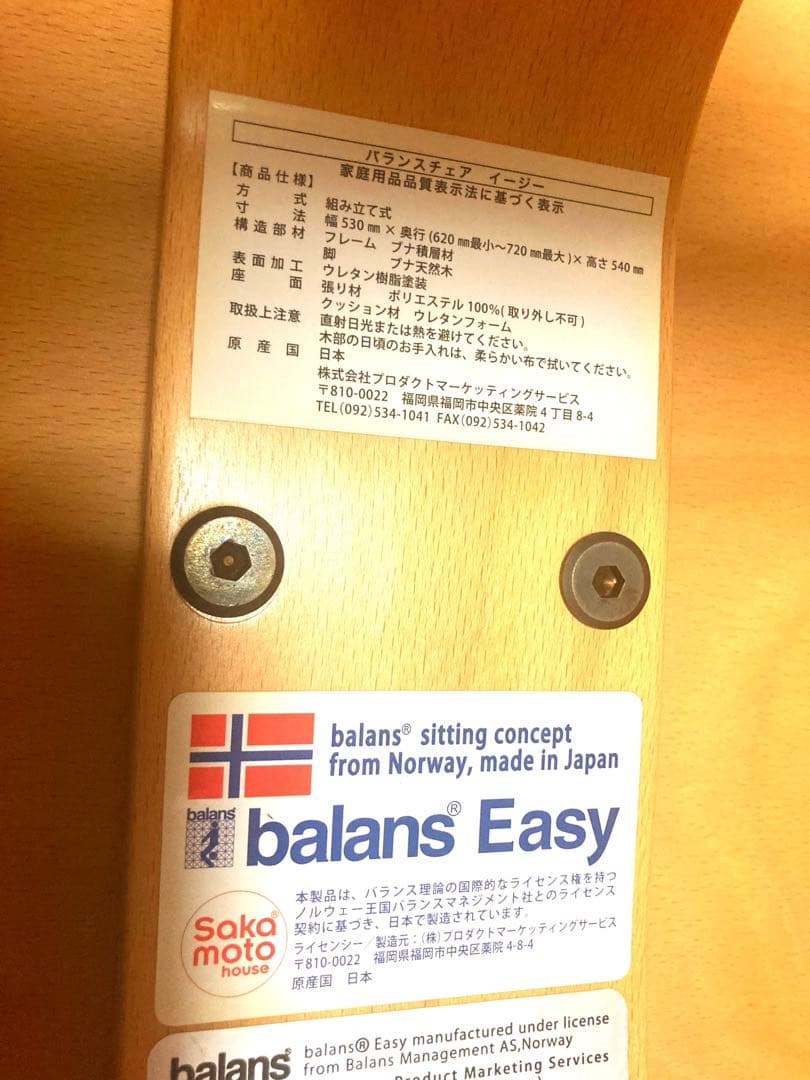 バランスチェア イージー
家庭用品品質表示法に基づく表示
【商品仕様】
方式 組み立て式
寸法 幅 530 ㎜ × 奥行 (620 ㎜最小～720 ㎜最大)× 高さ 540 ㎜
構造部材 フレーム ブナ積層材
脚 ブナ天然木
表面加工 ウレタン樹脂塗装
座面 張り材 ポリエステル 100%( 取り外し不可 )
クッション材 ウレタンフォーム
取扱上注意 直射日光または熱を避けてください。
木部の日頃のお手入れは、柔らかい布で拭いてください。
原産国 日本
株式会社プロダクトマーケッティングサービス
〒810-0022 福岡県福岡市中央区薬院 4 丁目 8-4
TEL(092)534-1041 FAX(092)534-1042
balans® sitting concept
from Norway, made in Japan
balans®
balans® Easy
Saka®
moto
house
本製品は、バランス理論の国際的なライセンス権を持つ
ノルウェー王国バランスマネジメント社とのライセンス
契約に基づき、日本で製造されています。
ライセンシー／製造元：(株)プロダクトマーケッティングサービス
〒810-0022 福岡県福岡市中央区薬院 4-8-4
原産国 日本
balans®
balans® Easy manufactured under license
from Balans Management AS,Norway
Product Marketing Services